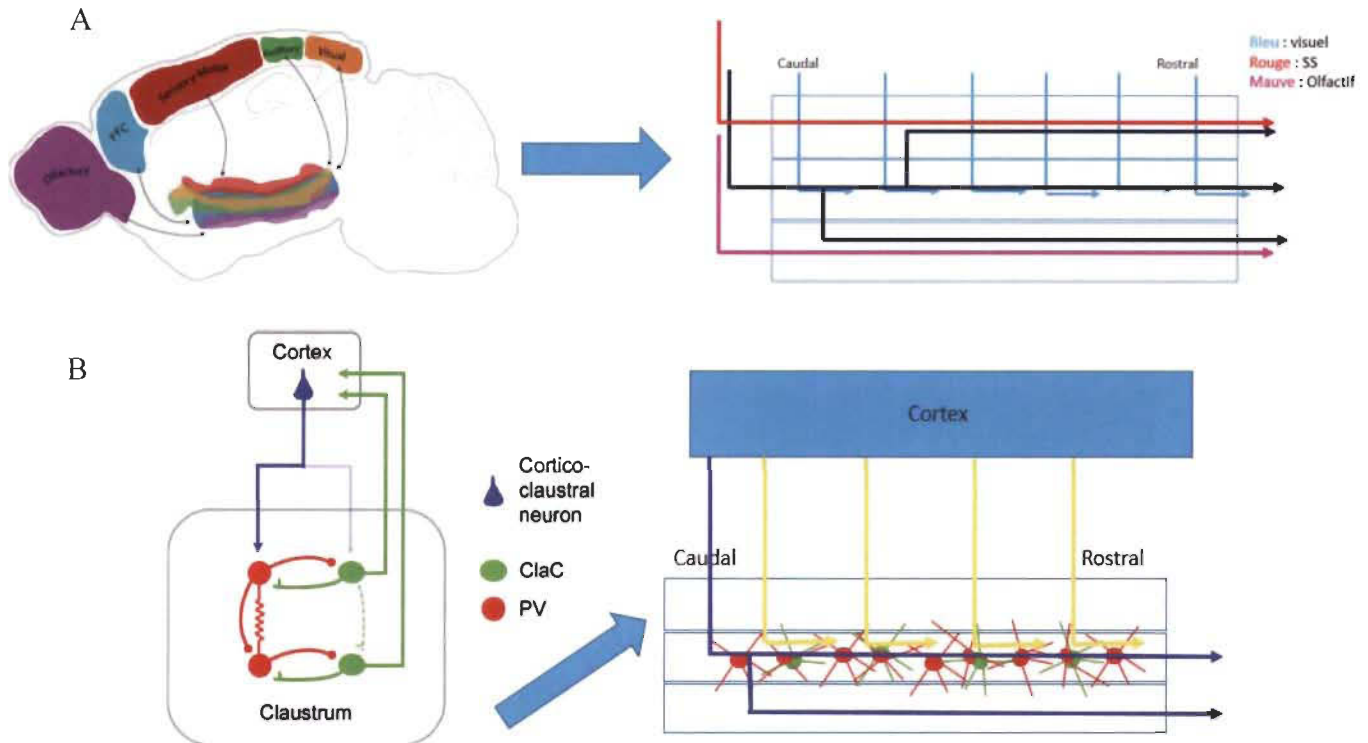 A
Olfactory
PFC
Sensory-Motor
Auditory
Visual
Caudal
Rostral
Bleu : visuel
Rouge : SS
Mauve : Olfactif
B
Cortex
Claustrum
Cortico-
claustral
neuron
ClaC
PV
Cortex
Caudal
Rostral